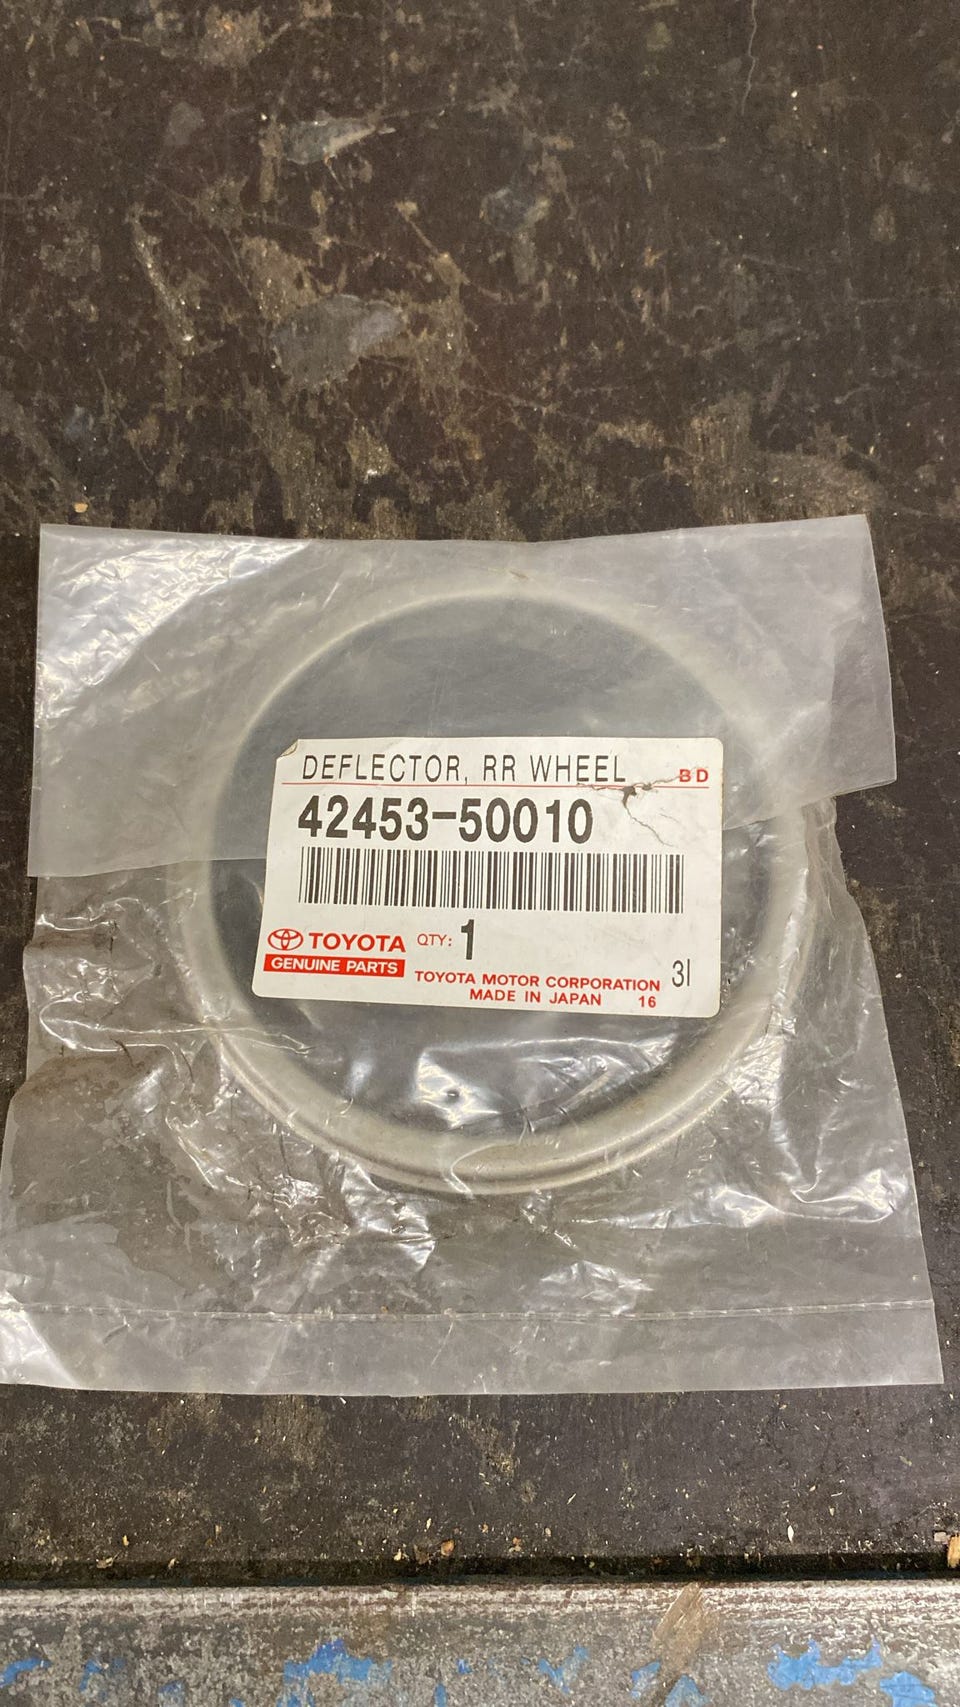 DEFLECTOR, RR WHEEL BD
42453-50010
TOYOTA QTY: 1
GENUINE PARTS
TOYOTA MOTOR CORPORATION 3I
MADE IN JAPAN 16